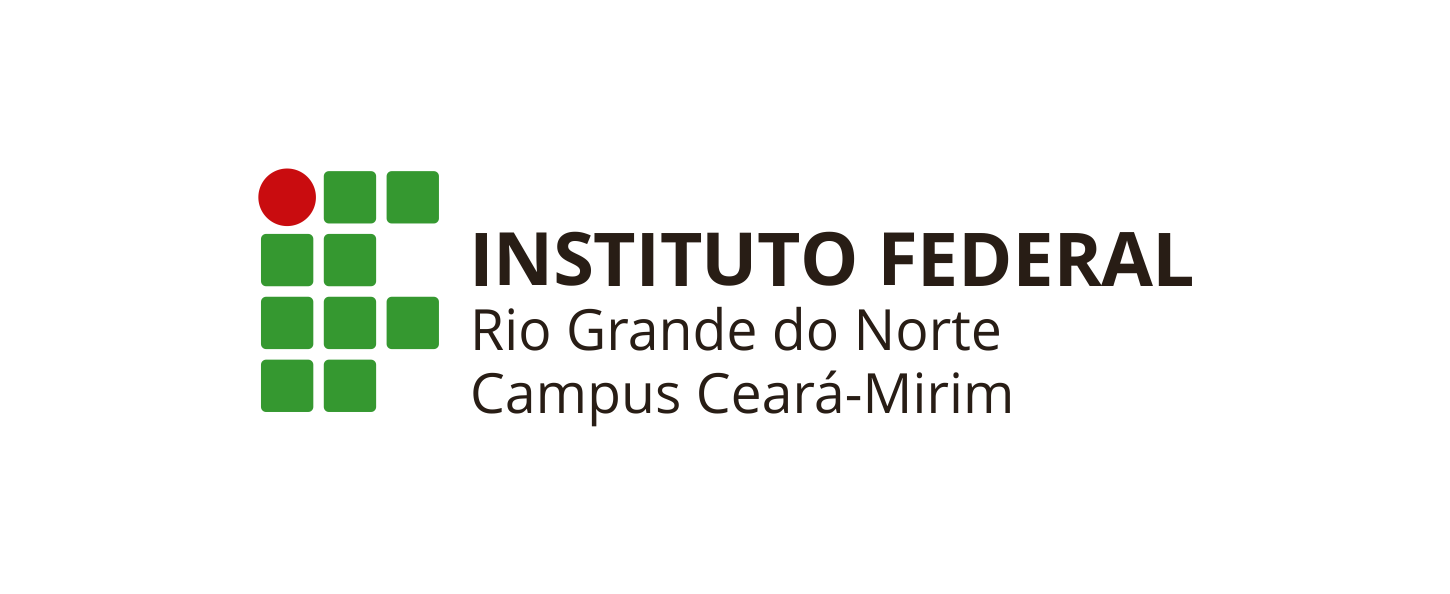 INSTITUTO FEDERAL
Rio Grande do Norte
Campus Ceará-Mirim